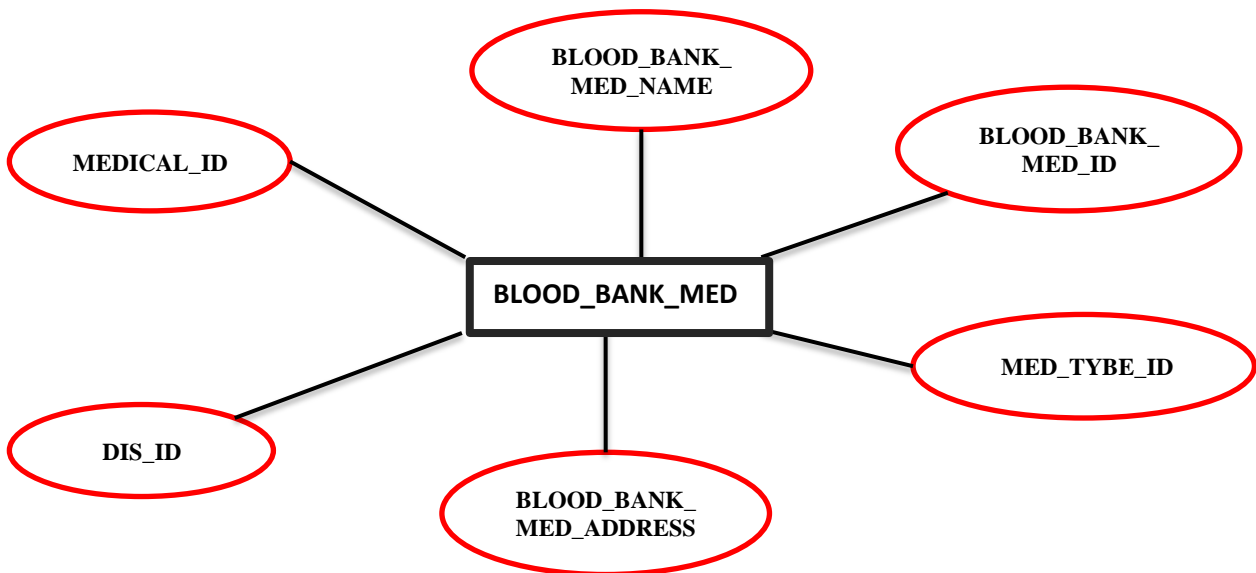 BLOOD_BANK_
MED_NAME
BLOOD_BANK_
MED_ID
MEDICAL_ID
BLOOD_BANK_MED
MED_TYBE_ID
DIS_ID
BLOOD_BANK_
MED_ADDRESS